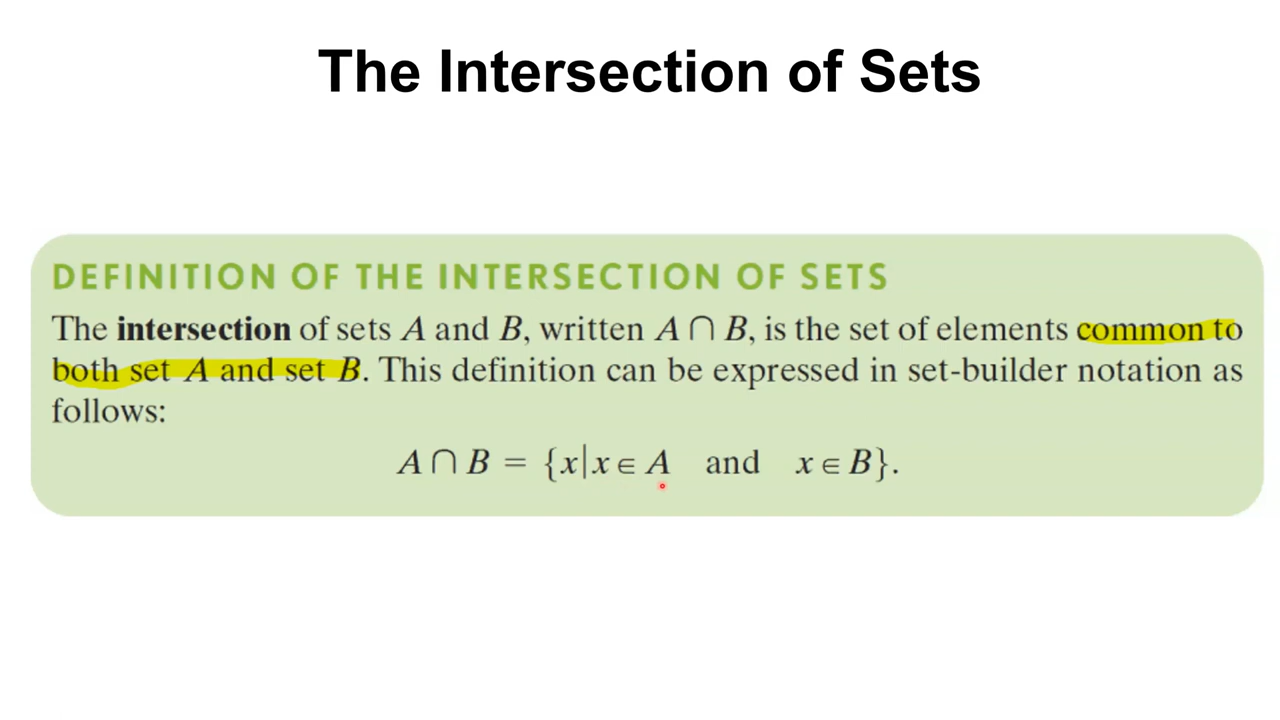 The Intersection of Sets
DEFINITION OF THE INTERSECTION OF SETS
The intersection of sets A and B, written A ∩ B, is the set of elements common to
both set A and set B. This definition can be expressed in set-builder notation as
follows:
A ∩ B = {x|x ∈ A and x ∈ B}.